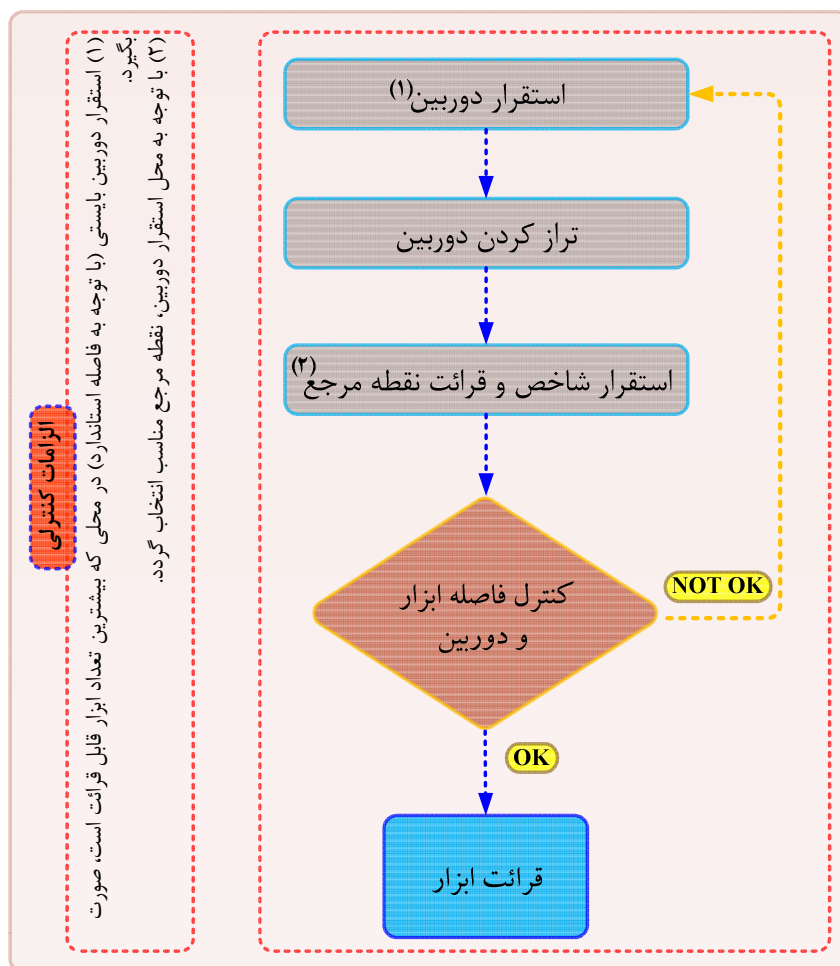 استقرار دوربین(۱)
تراز کردن دوربین
استقرار شاخص و قرائت نقطه مرجع(۲)
کنترل فاصله ابزار
و دوربین
NOT OK
OK
قرائت ابزار
الزامات کنترلی
(۱) استقرار دوربین بایستی (با توجه به فاصله استاندارد) در محلی که بیشترین تعداد ابزار قابل قرائت است، صورت
بگیرد.
(۲) با توجه به محل استقرار دوربین، نقطه مرجع مناسب انتخاب گردد.